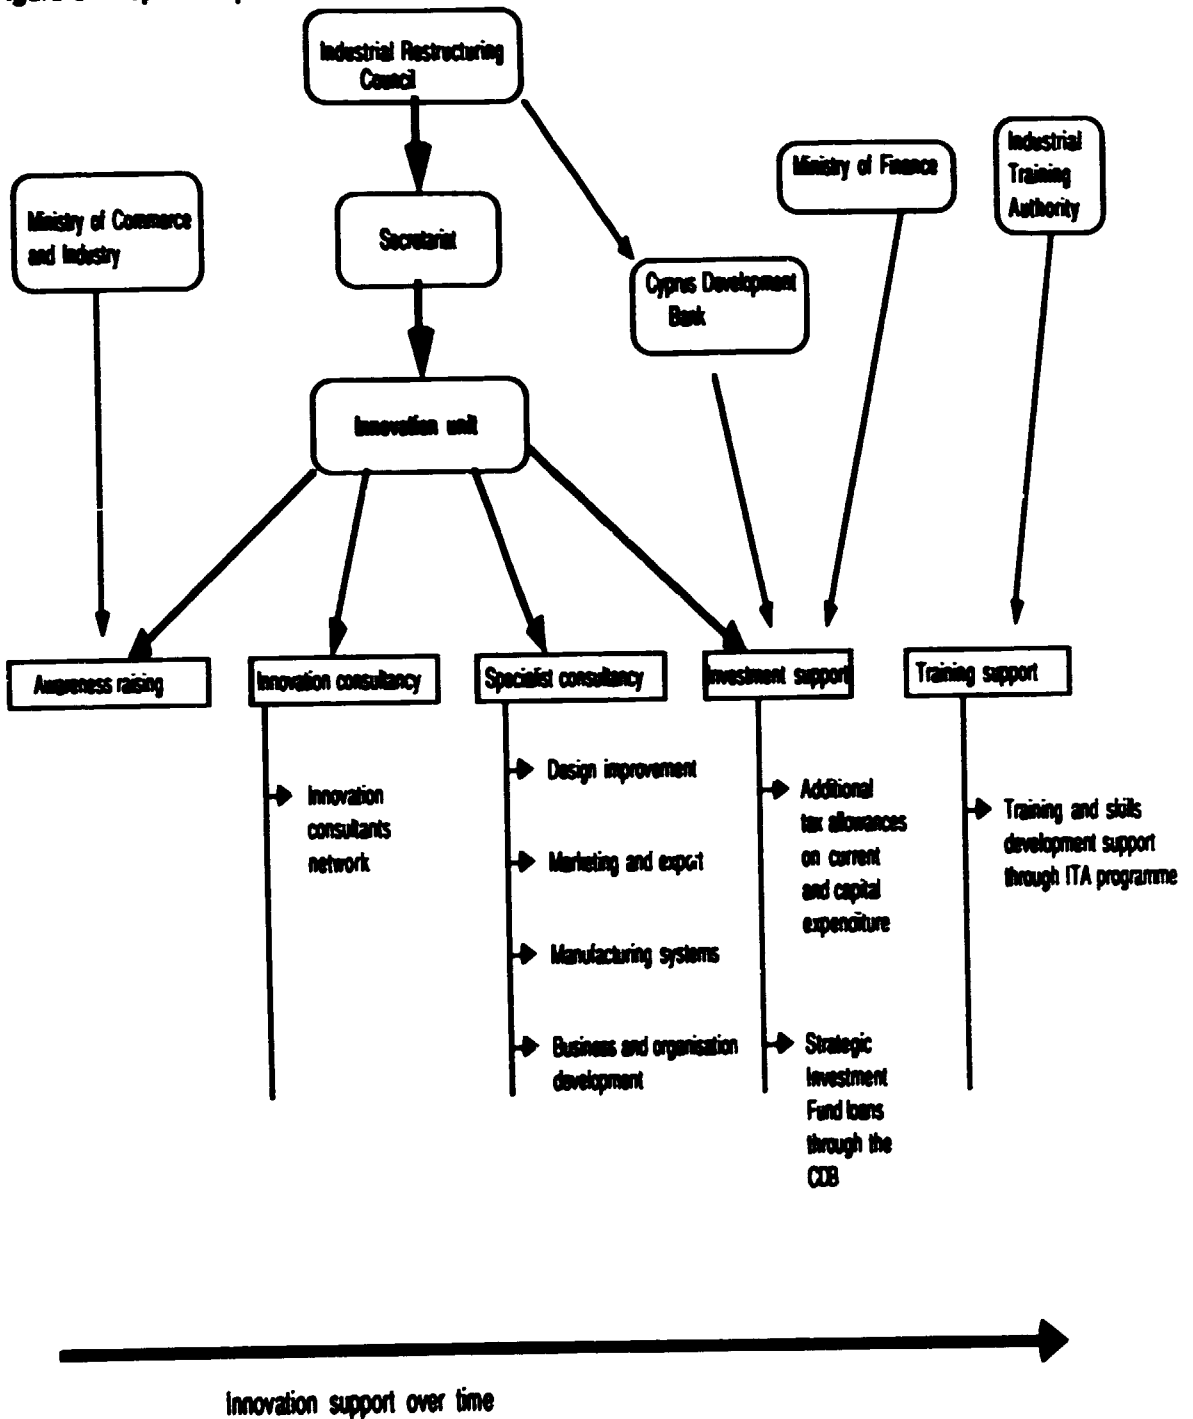 Industrial Restructuring
Council
Ministry of Finance
Industrial
Training
Authority
Ministry of Commerce
and Industry
Secretariat
Cyprus Development
Bank
Innovation unit
Awareness raising
Innovation consultancy
Specialist consultancy
Investment support
Training support
Innovation
consultants
network
Design improvement
Marketing and export
Manufacturing systems
Business and organisation
development
Additional
tax allowances
on current
and capital
expenditure
Strategic
Investment
Fund loans
through the
CDB
Training and skills
development support
through ITA programme
Innovation support over time